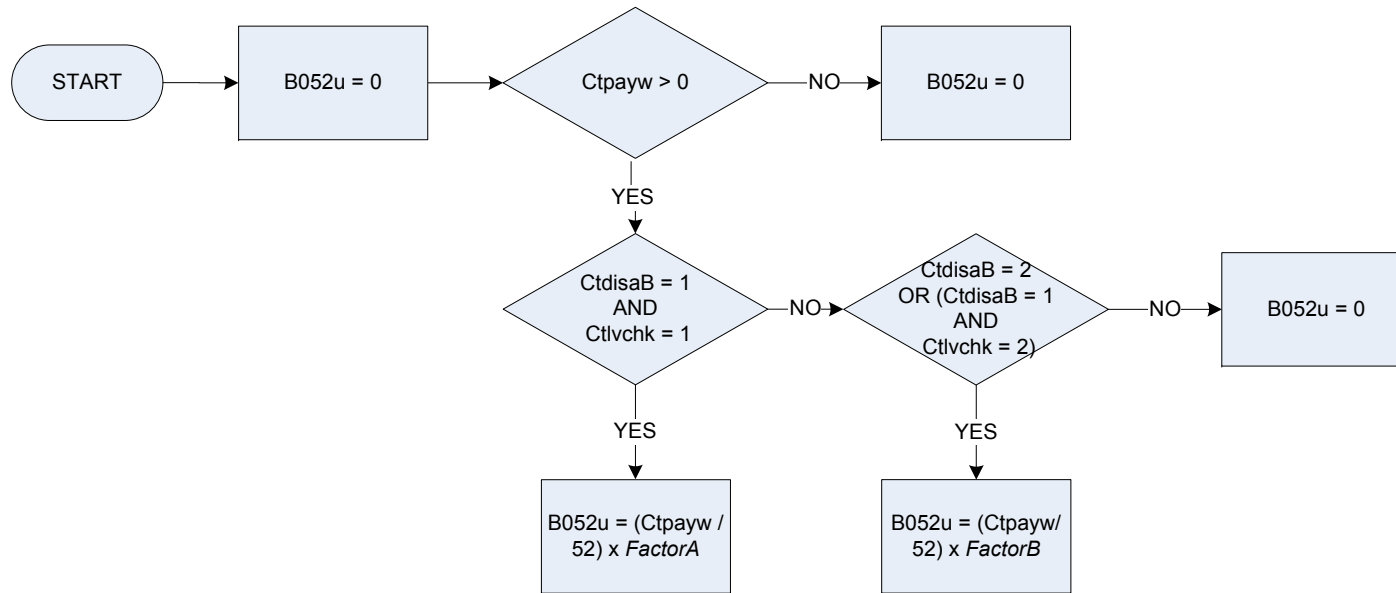 START
B052u = 0
Ctpayw > 0
NO
B052u = 0
YES
CtdisaB = 1
AND
Ctlvchk = 1
NO
CtdisaB = 2
OR (CtdisaB = 1
AND
Ctlvchk = 2)
NO
B052u = 0
YES
YES
B052u = (Ctpayw /
52) x FactorA
B052u = (Ctpayw/
52) x FactorB